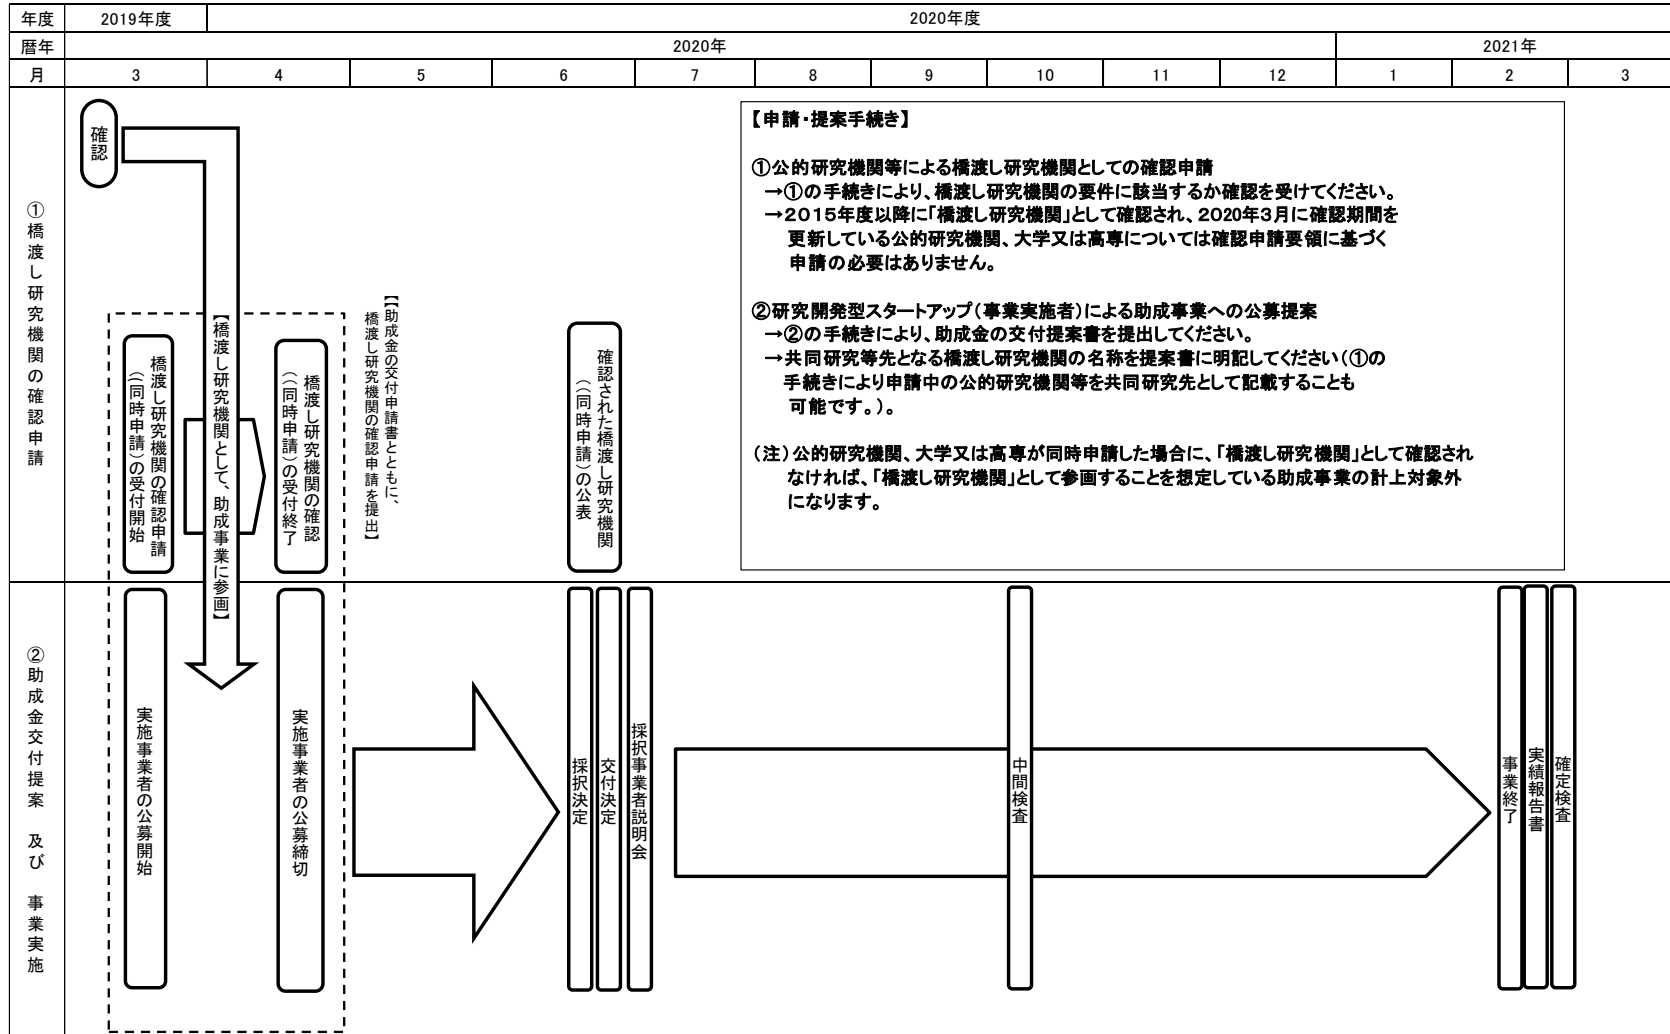 年度 2019年度 2020年度
暦年 2020年 2021年
月 3 4 5 6 7 8 9 10 11 12 1 2 3
①橋渡し研究機関の確認申請
確認
【橋渡し研究機関として、助成事業に参画】
橋渡し研究機関の確認申請
(（同時申請）の受付開始
橋渡し研究機関の確認
(（同時申請）の受付終了
【】助成金の交付申請書とともに、
橋渡し研究機関の確認申請を提出】
確認された橋渡し研究機関
(（同時申請）の公表
【申請・提案手続き】
①公的研究機関等による橋渡し研究機関としての確認申請
→①の手続きにより、橋渡し研究機関の要件に該当するか確認を受けてください。
→2015年度以降に「橋渡し研究機関」として確認され、2020年3月に確認期間を
更新している公的研究機関、大学又は高専については確認申請要領に基づく
申請の必要はありません。
②研究開発型スタートアップ（事業実施者）による助成事業への公募提案
→②の手続きにより、助成金の交付提案書を提出してください。
→共同研究等先となる橋渡し研究機関の名称を提案書に明記してください（①の
手続きにより申請中の公的研究機関等を共同研究先として記載することも
可能です。）。
（注）公的研究機関、大学又は高専が同時申請した場合に、「橋渡し研究機関」として確認され
なければ、「橋渡し研究機関」として参画することを想定している助成事業の計上対象外
になります。
②助成金交付提案 及び 事業実施
実施事業者の公募開始
実施事業者の公募締切
採択決定
交付決定
採択事業者説明会
中間検査
事業終了
実績報告書
確定検査